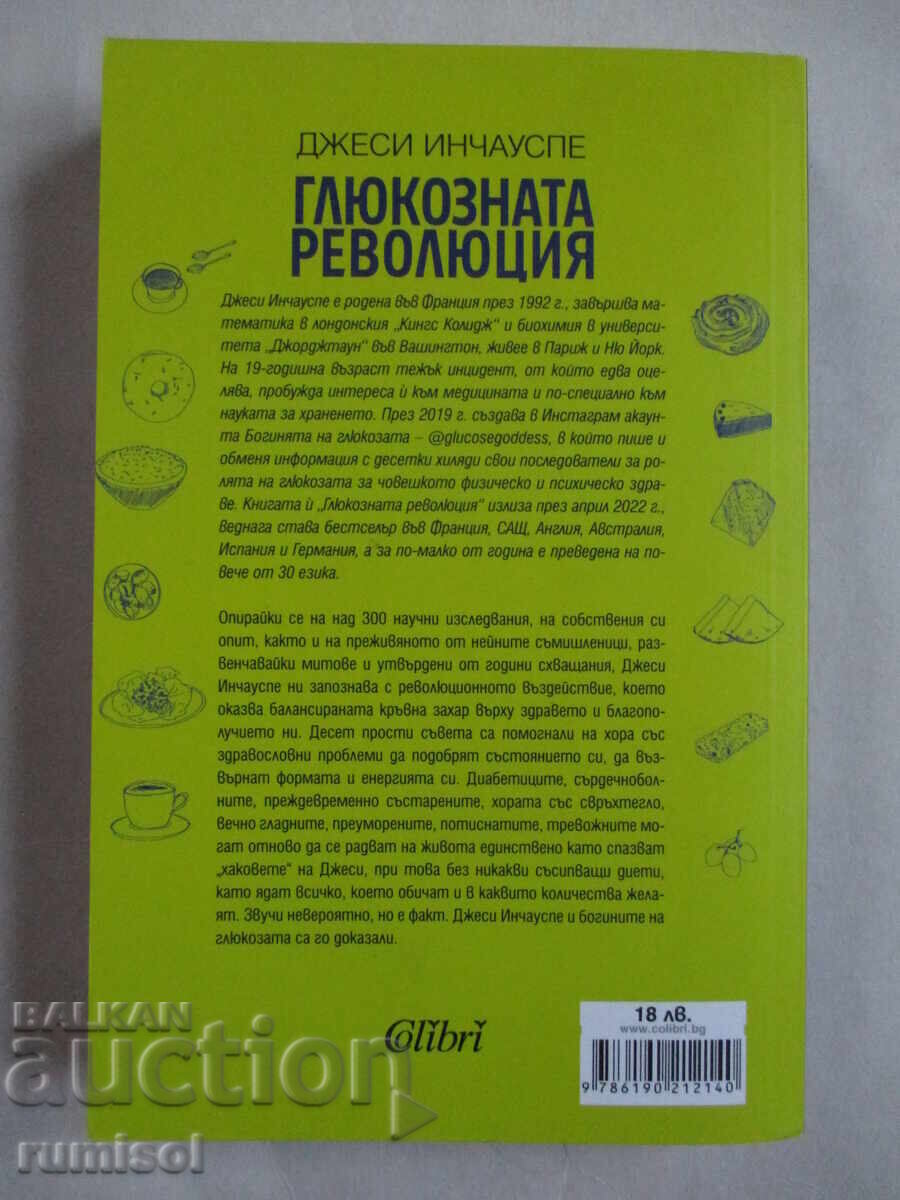 ДЖЕСИ ИНЧАУСПЕ
ГЛЮКОЗНАТА
РЕВОЛЮЦИЯ
Джеси Инчауспе е родена във Франция през 1992 г., завършва ма-
тематика в лондонския „Кингс Колидж“ и биохимия в универси-
тета „Джорджтаун“ във Вашингтон, живее в Париж и Ню Йорк.
На 19-годишна възраст тежък инцидент, от който едва оце-
лява, пробужда интереса ѝ към медицината и по-специално към
науката за храненето. През 2019 г. създава в Инстаграм акаун-
та Богинята на глюкозата – @glucosegoddess, в който пише и
обменя информация с десетки хиляди свои последователи за ро-
лята на глюкозата за човешкото физическо и психическо здра-
ве. Книгата ѝ „Глюкозната революция“ излиза през април 2022 г.,
веднага става бестселър във Франция, САЩ, Англия, Австралия,
Испания и Германия, а за по-малко от година е преведена на по-
вече от 30 езика.
Опирайки се на над 300 научни изследвания, на собствения си
опит, както и на преживяното от нейните съмишленици, раз-
венчавайки митове и утвърдени от години схващания, Джеси
Инчауспе ни запознава с революционното въздействие, което
оказва балансираната кръвна захар върху здравето и благопо-
лучието ни. Десет прости съвета са помогнали на хора със
здравословни проблеми да подобрят състоянието си, да въз-
върнат формата и енергията си. Диабетиците, сърдечноболните,
ните, преждевременно състарените, хората със свръхтегло,
вечно гладните, преуморените, потиснатите, тревожните мо-
гат отново да се радват на живота единствено като спазват
„хаковете“ на Джеси, при това без никакви съсипващи диети,
като ядат всичко, което обичат и в каквито количества жела-
ят. Звучи невероятно, но е факт. Джеси Инчауспе и богините на
глюкозата са го доказали.
Colibri
18 лв.
www.colibri.bg
9 786190 212140
BALKAN
auction
rumisol